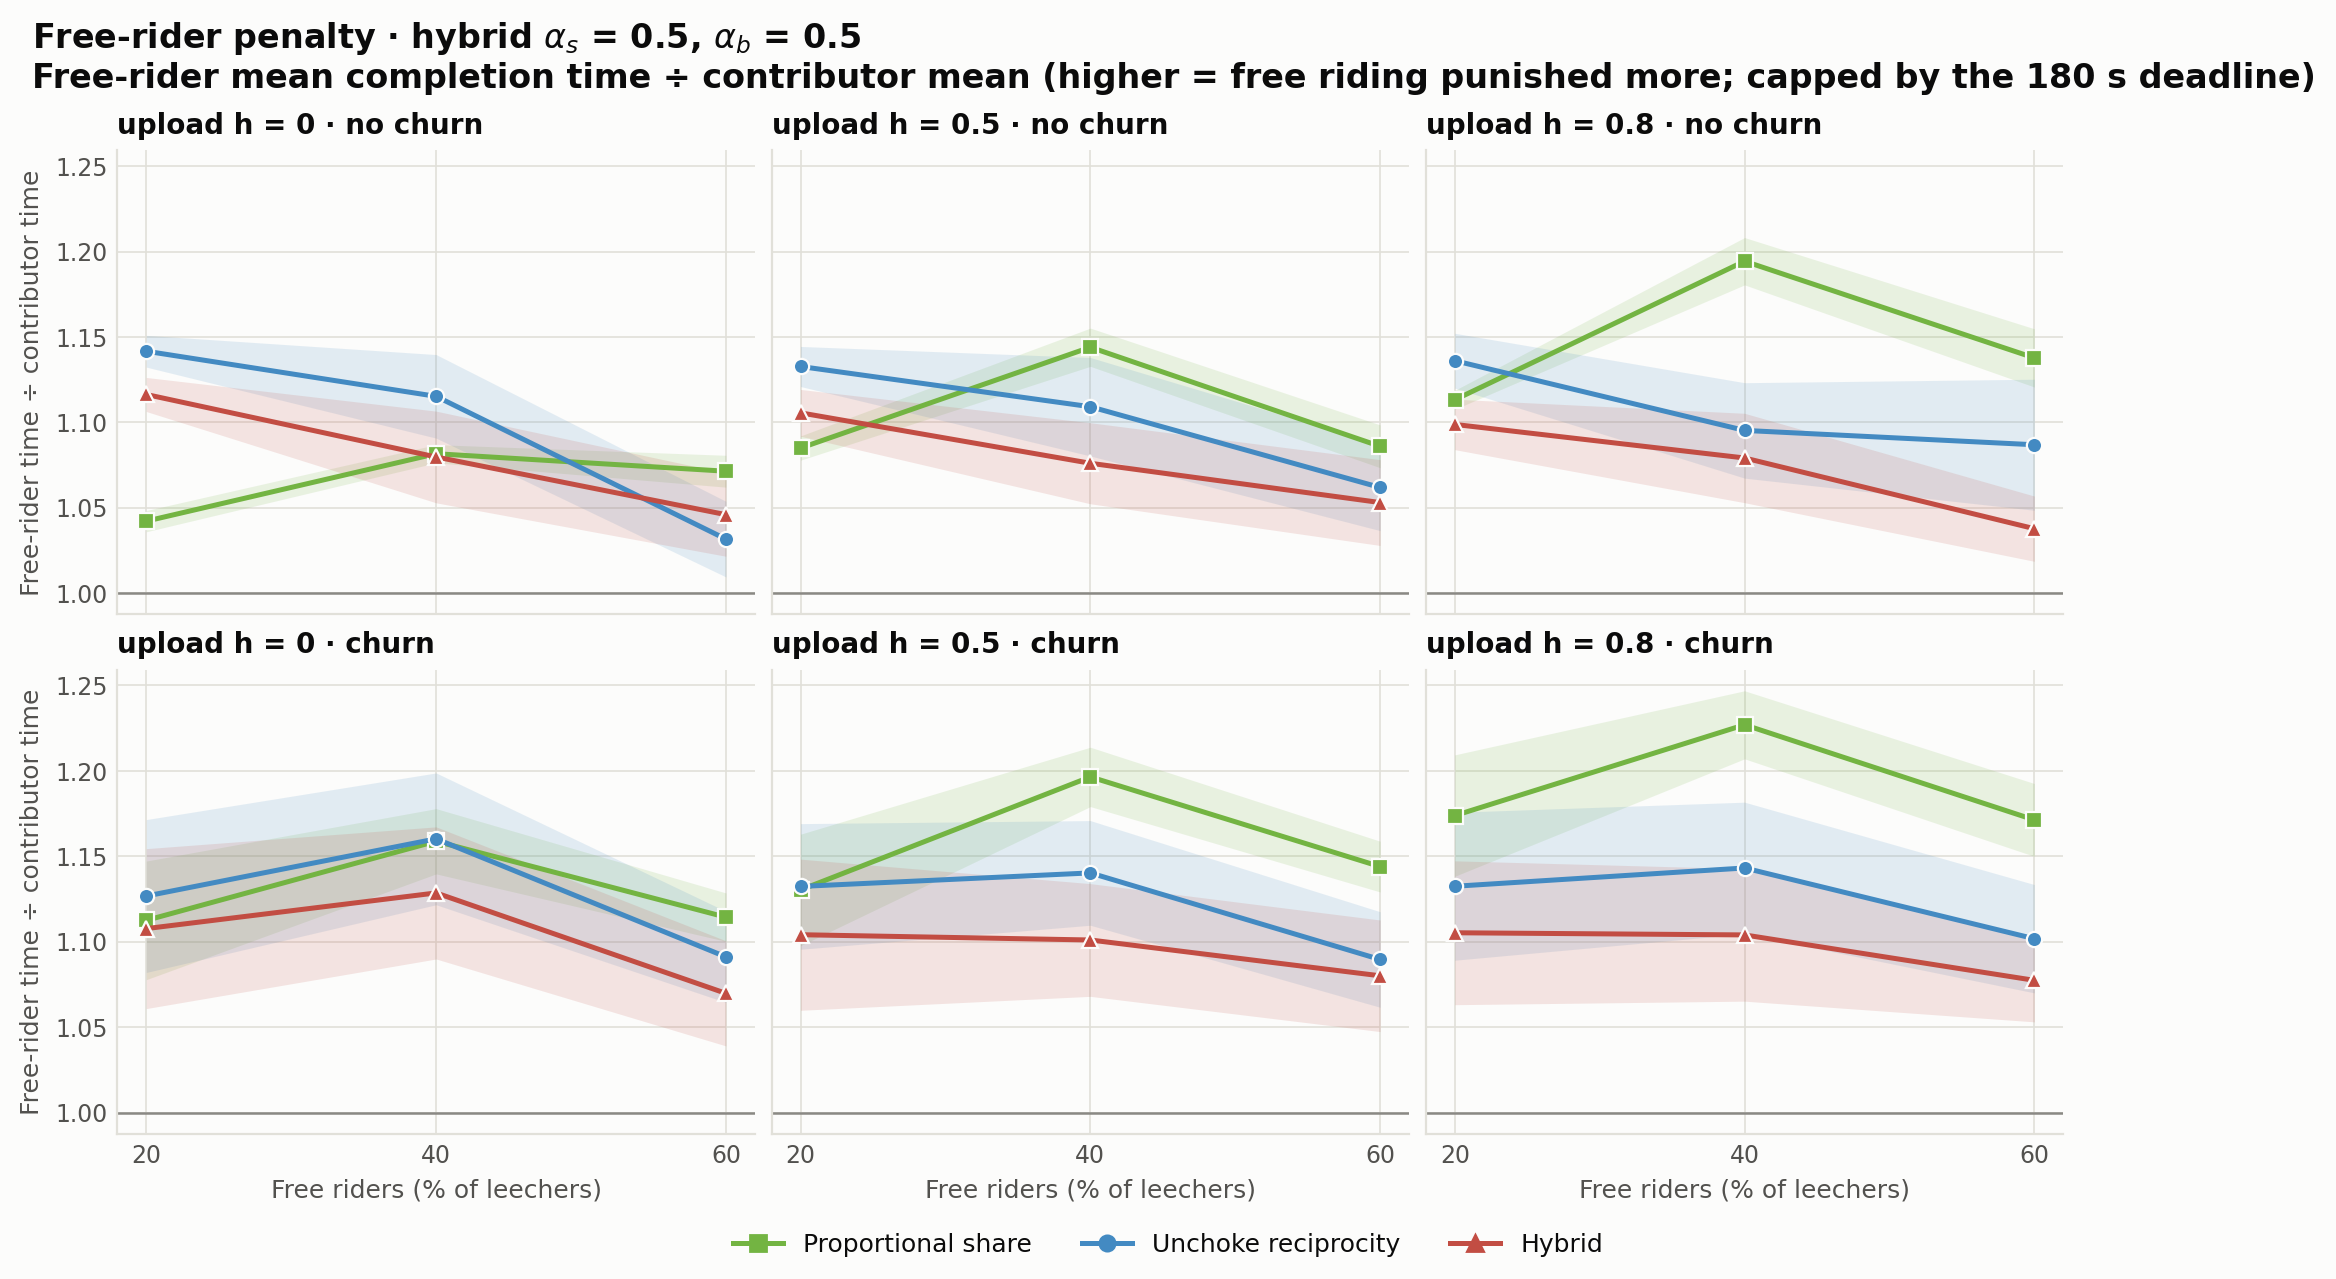 Free-rider penalty · hybrid αs = 0.5, αb = 0.5
Free-rider mean completion time ÷ contributor mean (higher = free riding punished more; capped by the 180 s deadline)
upload h = 0 · no churn
upload h = 0.5 · no churn
upload h = 0.8 · no churn
Free-rider time ÷ contributor time
1.25
1.20
1.15
1.10
1.05
1.00
upload h = 0 · churn
upload h = 0.5 · churn
upload h = 0.8 · churn
Free-rider time ÷ contributor time
1.25
1.20
1.15
1.10
1.05
1.00
20 40 60
20 40 60
20 40 60
Free riders (% of leechers)
Free riders (% of leechers)
Free riders (% of leechers)
Proportional share
Unchoke reciprocity
Hybrid